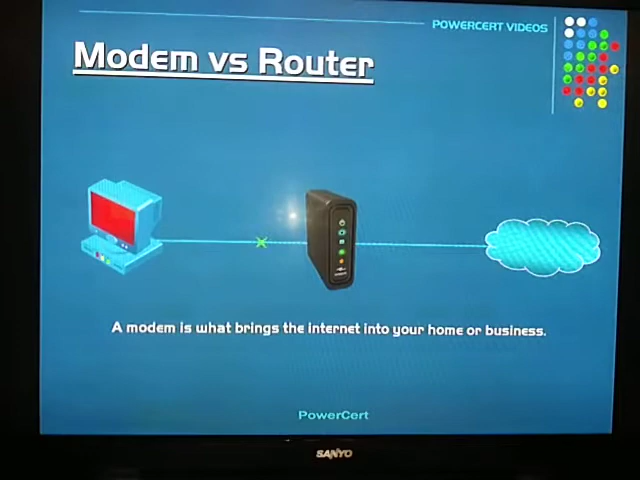 POWERCERT VIDEOS
Modem vs Router
A modem is what brings the internet into your home or business.
PowerCert
SANYO